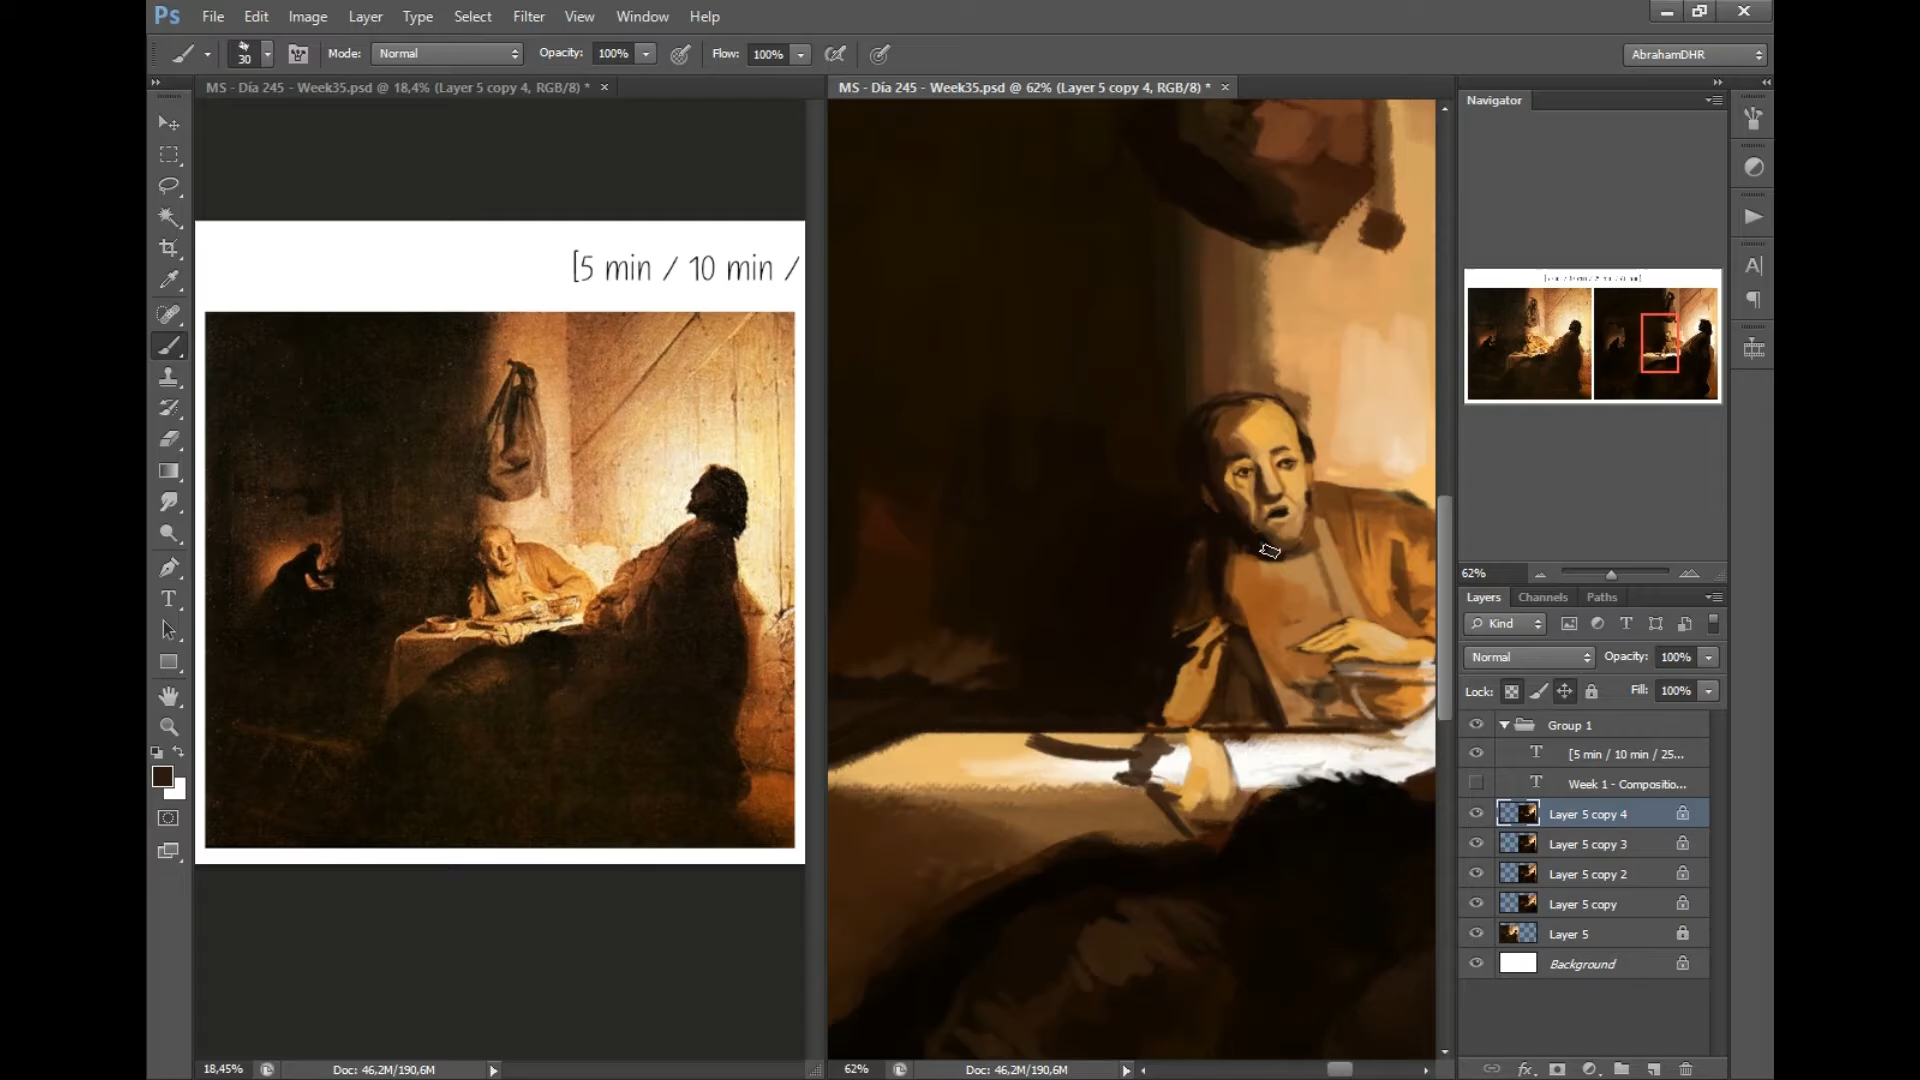 Ps File Edit Image Layer Type Select Filter View Window Help
30 Mode: Normal Opacity: 100% Flow: 100% AbrahamDHR
MS - Día 245 - Week35.psd @ 18,4% (Layer 5 copy 4, RGB/8) *
MS - Día 245 - Week35.psd @ 62% (Layer 5 copy 4, RGB/8) *
Navigator
[5 min / 10 min /
62%
Layers Channels Paths
Kind
Normal Opacity: 100%
Lock: Fill: 100%
Group 1
[5 min / 10 min / 25...
Week 1 - Compositio...
Layer 5 copy 4
Layer 5 copy 3
Layer 5 copy 2
Layer 5 copy
Layer 5
Background
18,45% Doc: 46,2M/190,6M
62% Doc: 46,2M/190,6M